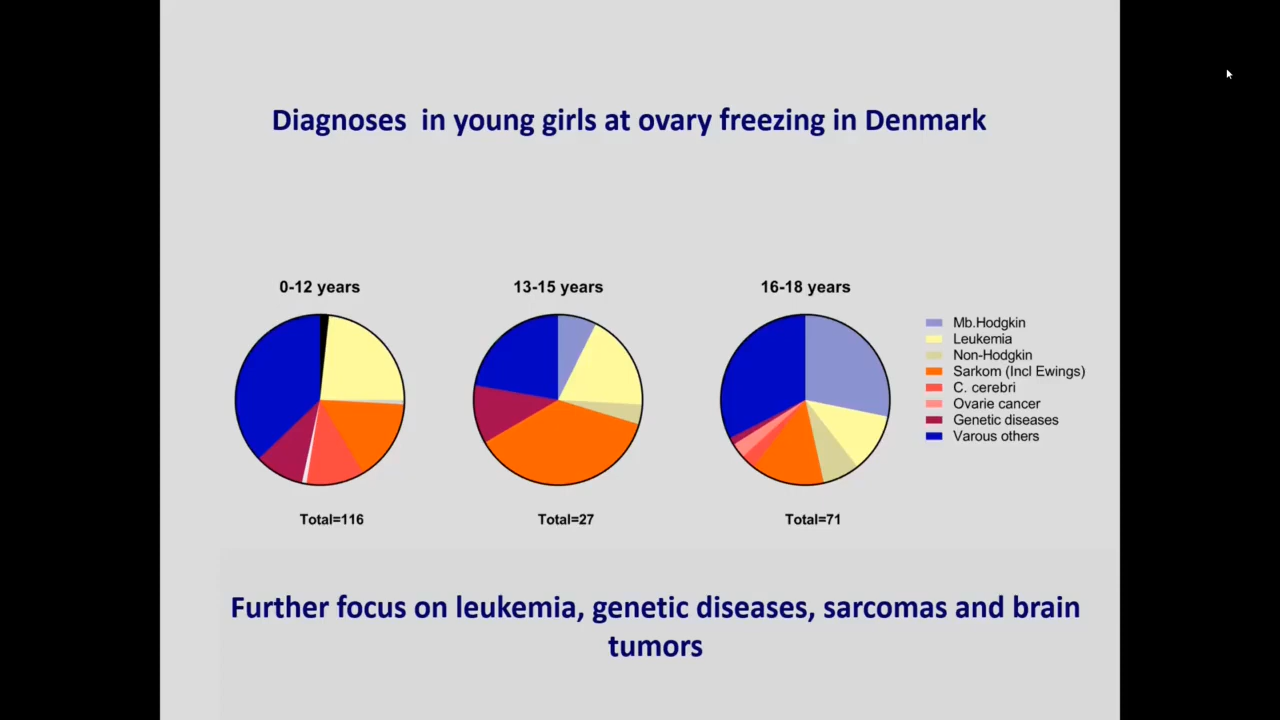 Diagnoses  in young girls at ovary freezing in Denmark
0-12 years
13-15 years
16-18 years
Mb.Hodgkin
Leukemia
Non-Hodgkin
Sarkom (Incl Ewings)
C. cerebri
Ovarie cancer
Genetic diseases
Varous others
Total=116
Total=27
Total=71
Further focus on leukemia, genetic diseases, sarcomas and brain
tumors